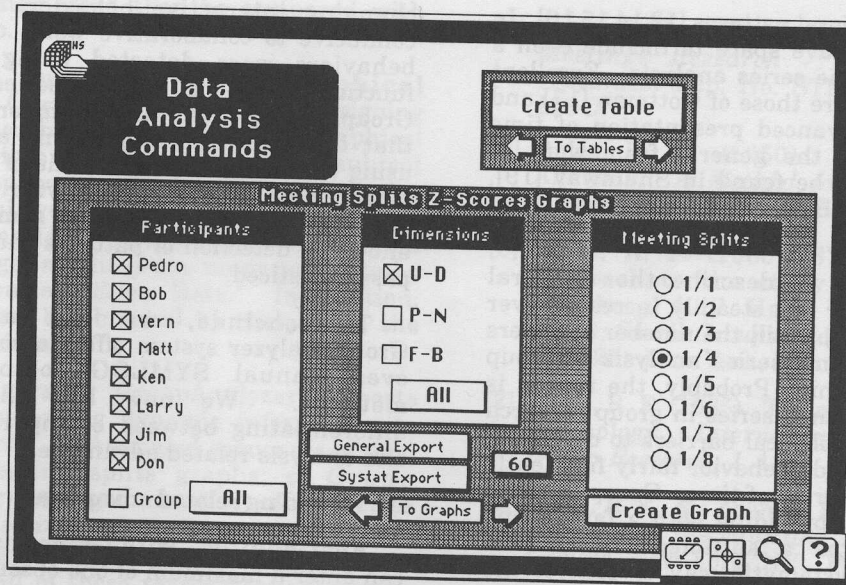 HS
Data
Analysis
Commands
Create Table
To Tables
Meeting Splits Z-Scores Graphs
Participants
Pedro
Bob
Vern
Matt
Ken
Larry
Jim
Don
Group
All
Dimensions
U-D
P-N
F-B
All
General Export
Systat Export
60
To Graphs
Meeting Splits
1/1
1/2
1/3
1/4
1/5
1/6
1/7
1/8
Create Graph
?